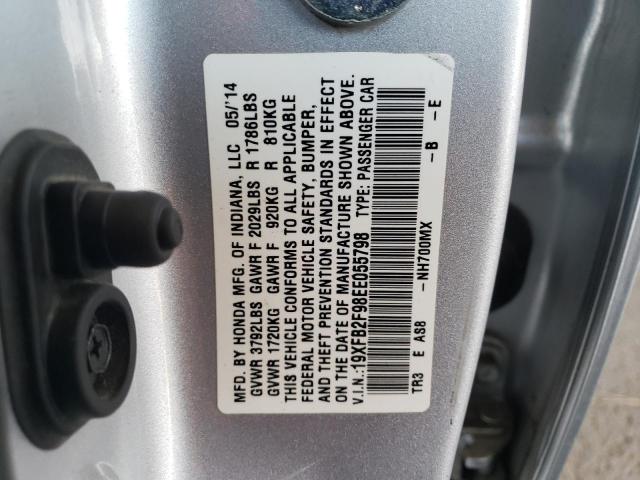 MFD. BY HONDA MFG. OF INDIANA, LLC 05/'14
GVWR 3792LBS GAWR F 2029LBS R 1786LBS
GVWR 1720KG GAWR F 920KG R 810KG
THIS VEHICLE CONFORMS TO ALL APPLICABLE
FEDERAL MOTOR VEHICLE SAFETY, BUMPER,
AND THEFT PREVENTION STANDARDS IN EFFECT
ON THE DATE OF MANUFACTURE SHOWN ABOVE.
V.I.N.:19XFB2F98EE055798 TYPE: PASSENGER CAR
TR3 E AS8 -NH700MX -B -E